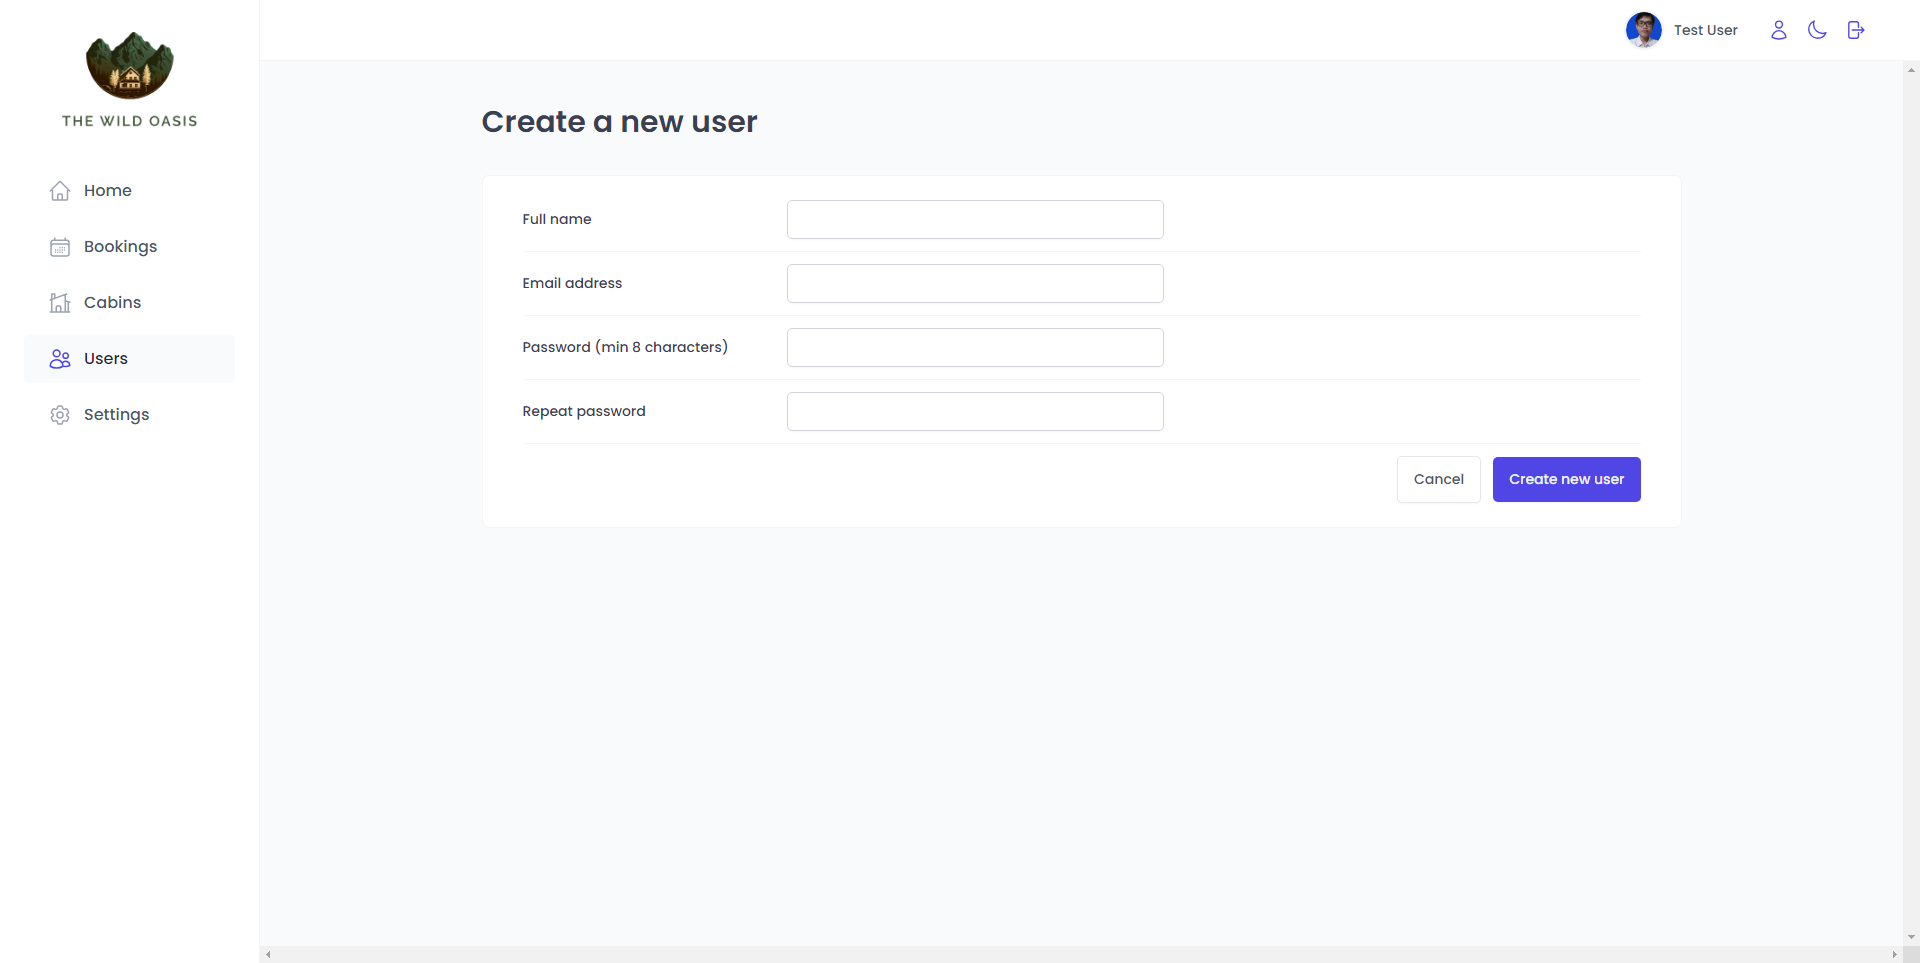 THE WILD OASIS
Home
Bookings
Cabins
Users
Settings
Test User
Create a new user
Full name
Email address
Password (min 8 characters)
Repeat password
Cancel
Create new user